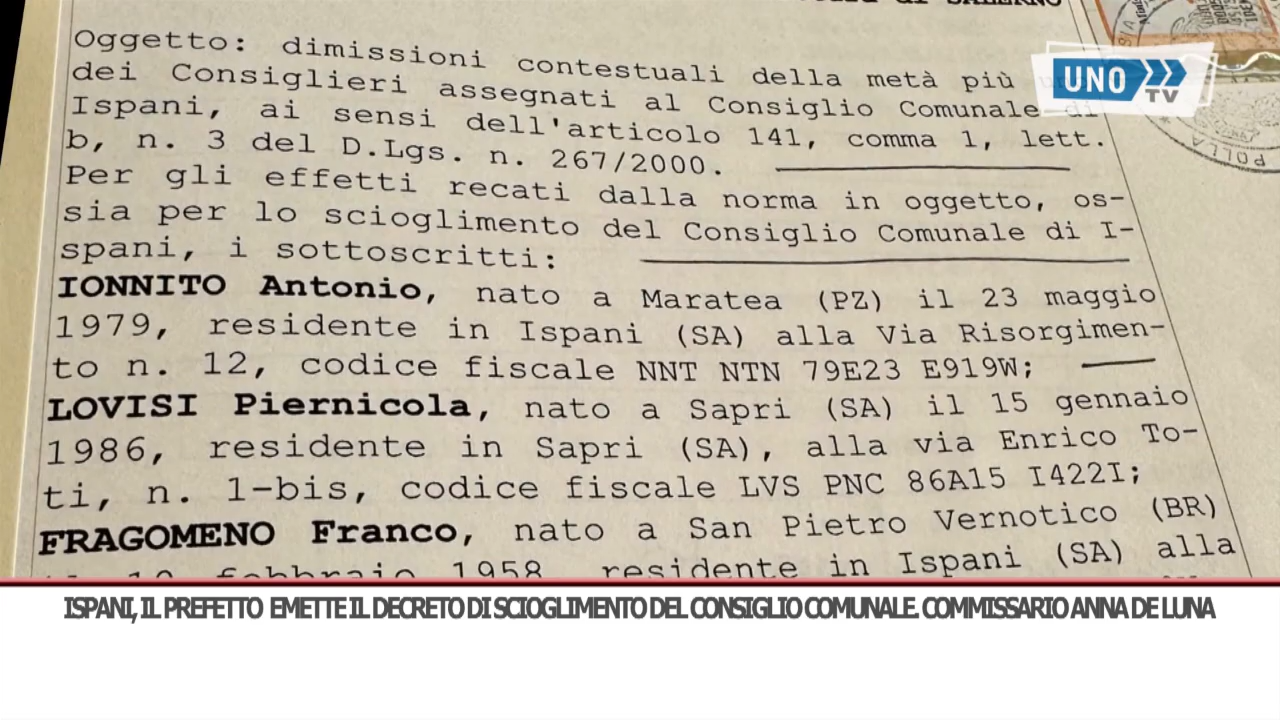 di SALERNO
Oggetto: dimissioni contestuali della metà più
dei Consiglieri assegnati al Consiglio Comunale di
Ispani, ai sensi dell'articolo 141, comma 1, lett.
b, n. 3 del D.Lgs. n. 267/2000.
Per gli effetti recati dalla norma in oggetto, os-
sia per lo scioglimento del Consiglio Comunale di I-
spani, i sottoscritti:
IONNITO Antonio, nato a Maratea (PZ) il 23 maggio
1979, residente in Ispani (SA) alla Via Risorgimen-
to n. 12, codice fiscale NNT NTN 79E23 E919W;
LOVISI Piernicola, nato a Sapri (SA) il 15 gennaio
1986, residente in Sapri (SA), alla via Enrico To-
ti, n. 1-bis, codice fiscale LVS PNC 86A15 I422I;
FRAGOMENO Franco, nato a San Pietro Vernotico (BR)
febbraio 1958, residente in Ispani (SA) alla
UNO
TV
POLLA
ISPANI, IL PREFETTO EMETTE IL DECRETO DI SCIOGLIMENTO DEL CONSIGLIO COMUNALE. COMMISSARIO ANNA DE LUNA